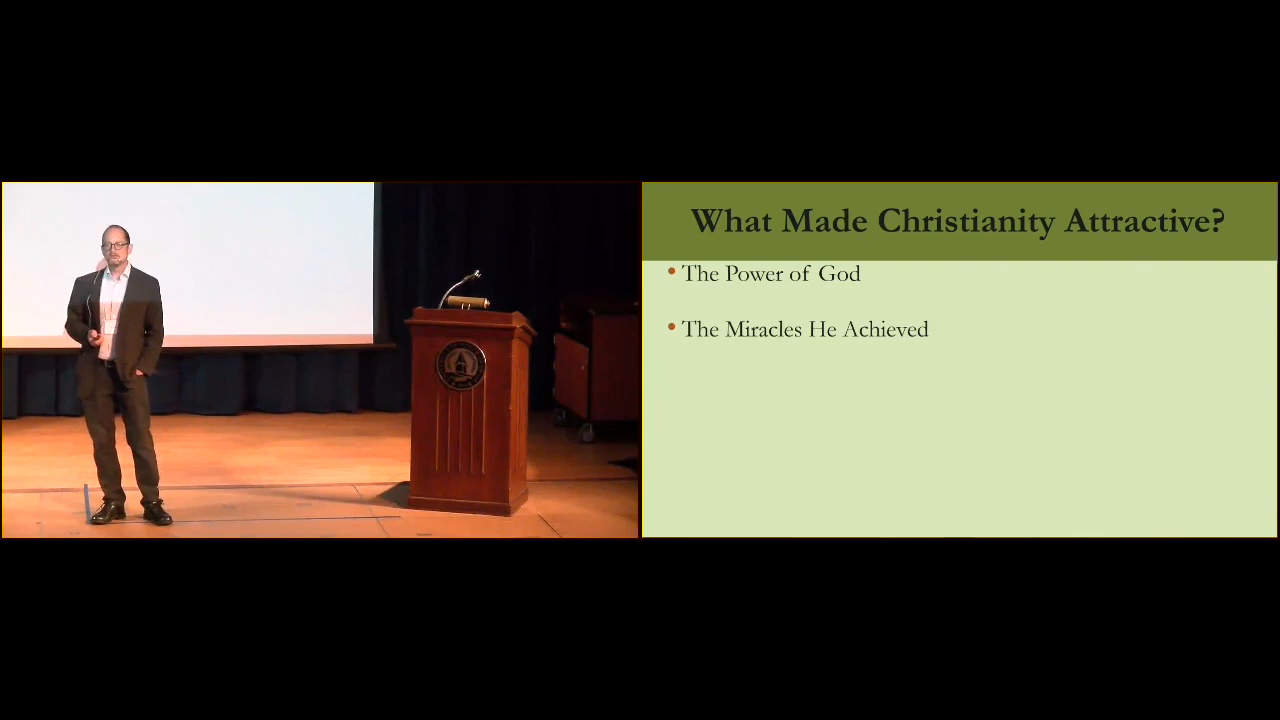 What Made Christianity Attractive?
• The Power of God
• The Miracles He Achieved